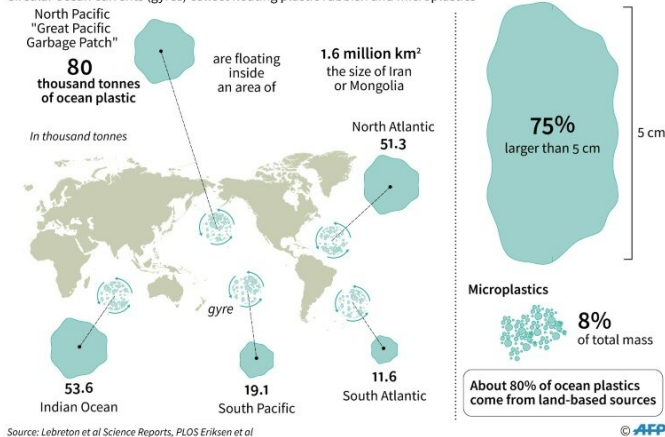 North Pacific
"Great Pacific
Garbage Patch"
80
thousand tonnes
of ocean plastic
are floating
inside
an area of
1.6 million km²
the size of Iran
or Mongolia
In thousand tonnes
North Atlantic
51.3
gyre
53.6
Indian Ocean
19.1
South Pacific
11.6
South Atlantic
75%
larger than 5 cm
5 cm
Microplastics
8%
of total mass
About 80% of ocean plastics
come from land-based sources
Source: Lebreton et al Science Reports, PLOS Eriksen et al
© AFP